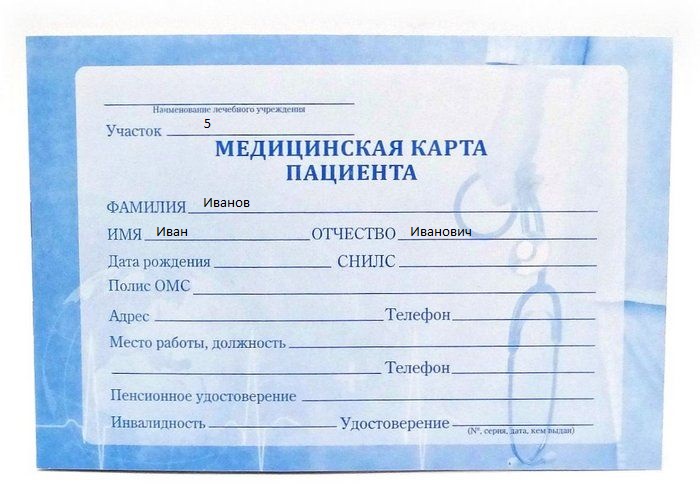 Наименование лечебного учреждения
Участок 5
МЕДИЦИНСКАЯ КАРТА
ПАЦИЕНТА
ФАМИЛИЯ Иванов
ИМЯ Иван ОТЧЕСТВО Иванович
Дата рождения СНИЛС
Полис ОМС
Адрес Телефон
Место работы, должность
Телефон
Пенсионное удостоверение
Инвалидность Удостоверение
(№, серия, дата, кем выдан)